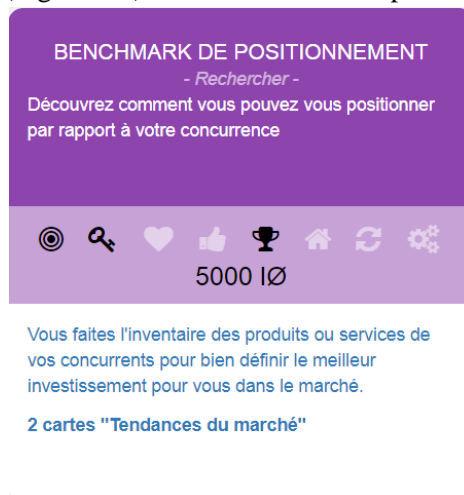 BENCHMARK DE POSITIONNEMENT
- Rechercher -
Découvrez comment vous pouvez vous positionner
par rapport à votre concurrence
5000 IØ
Vous faites l'inventaire des produits ou services de
vos concurrents pour bien définir le meilleur
investissement pour vous dans le marché.
2 cartes "Tendances du marché"